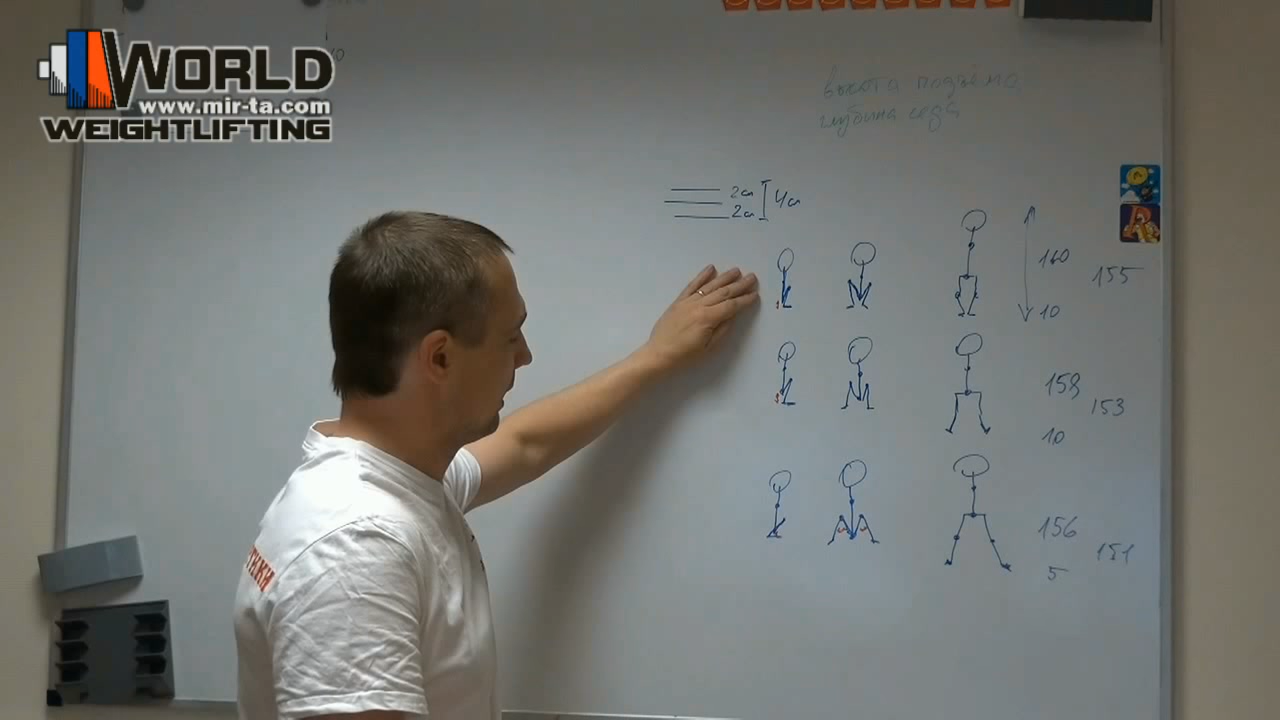 WORLD
www.mir-ta.com
WEIGHTLIFTING
высота подъёма
глубина седа
2см
4см
2см
160
155
10
158
153
10
156
151
5